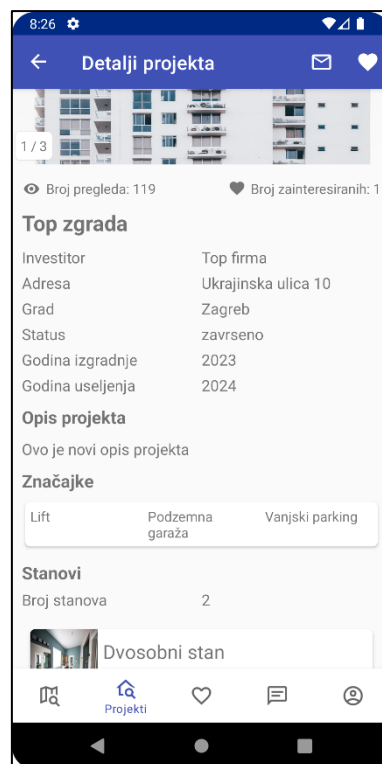 8:26
Detalji projekta
1 / 3
Broj pregleda: 119 Broj zainteresiranih: 1
Top zgrada
Investitor Top firma
Adresa Ukrajinska ulica 10
Grad Zagreb
Status zavrseno
Godina izgradnje 2023
Godina useljenja 2024
Opis projekta
Ovo je novi opis projekta
Značajke
Lift Podzemna Vanjski parking
garaža
Stanovi
Broj stanova 2
Dvosobni stan
Projekti